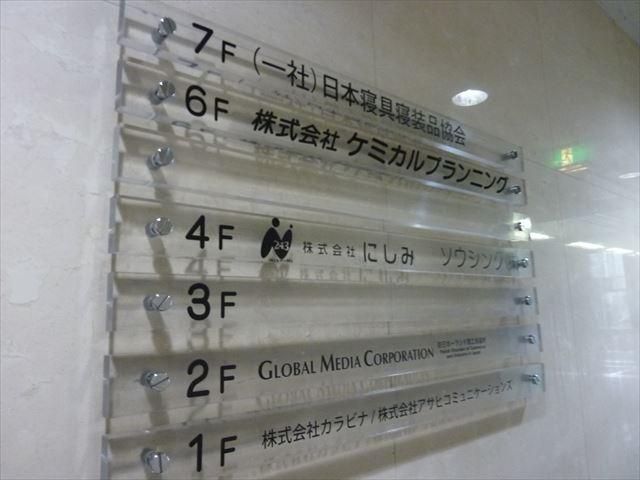 7F (一社)日本寝具寝装品協会
6F 株式会社 ケミカルプランニング
4F 243 株式会社 にしみ ソウシング
3F
2F GLOBAL MEDIA CORPORATION
1F 株式会社カラビナ/株式会社アサヒコミュニケーションズ